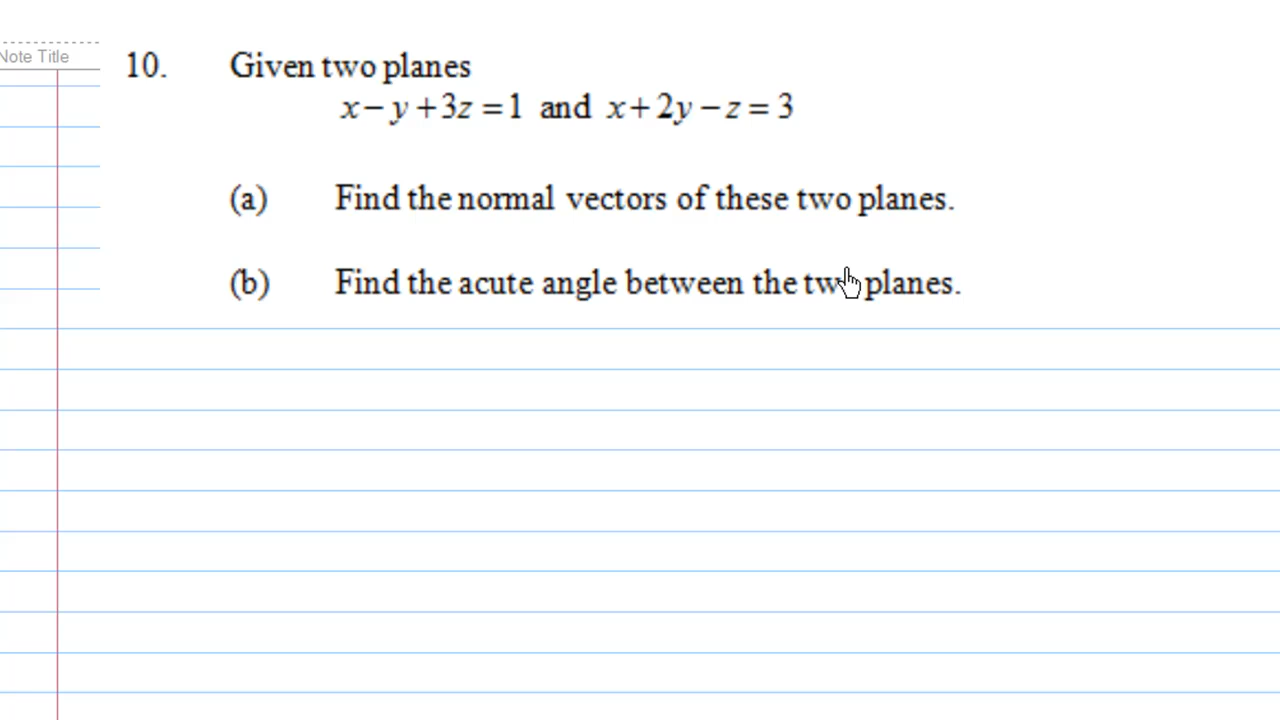 Note Title
10. Given two planes
x − y + 3z = 1 and x + 2y − z = 3
(a) Find the normal vectors of these two planes.
(b) Find the acute angle between the two planes.